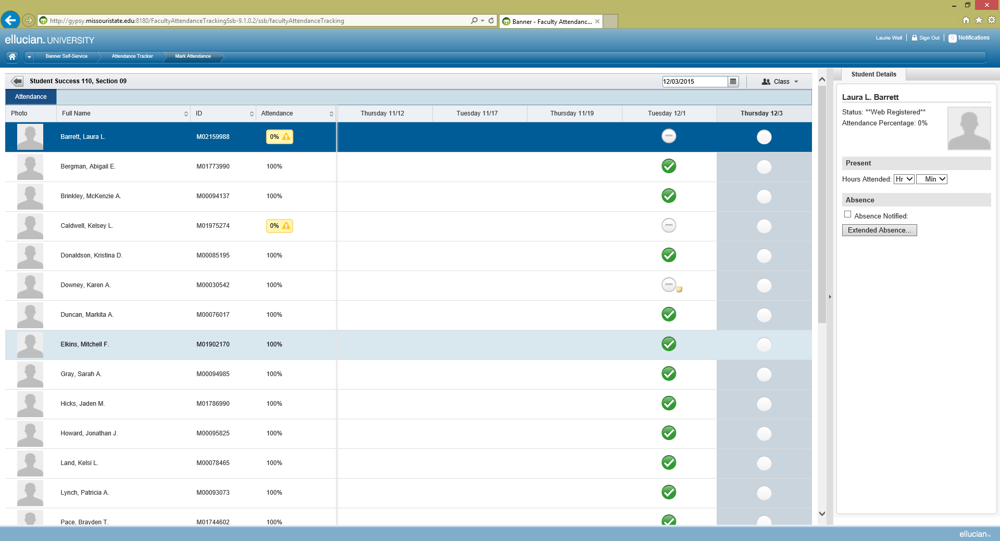 http://gypsy.missouristate.edu:8180/FacultyAttendanceTrackingSsb-9.1.0.2/ssb/facultyAttendanceTracking
Banner - Faculty Attendanc...
ellucian™ UNIVERSITY
Laurie Wall
Sign Out
0 Notifications
Banner Self-Service
Attendance Tracker
Mark Attendance
Student Success 110, Section 09
12/03/2015
Class
Attendance
Photo Full Name ID Attendance Thursday 11/12 Tuesday 11/17 Thursday 11/19 Tuesday 12/1 Thursday 12/3
Barrett, Laura L. M02159988 0%
Bergman, Abigail E. M01773990 100%
Brinkley, McKenzie A. M00094137 100%
Caldwell, Kelsey L. M01975274 0%
Donaldson, Kristina D. M00085195 100%
Downey, Karen A. M00030542 100%
Duncan, Markita A. M00076017 100%
Elkins, Mitchell F. M01902170 100%
Gray, Sarah A. M00094985 100%
Hicks, Jaden M. M01786990 100%
Howard, Jonathan J. M00095825 100%
Land, Kelsi L. M00078465 100%
Lynch, Patricia A. M00093073 100%
Pace, Brayden T. M01744602 100%
Student Details
Laura L. Barrett
Status: **Web Registered**
Attendance Percentage: 0%
Present
Hours Attended: Hr Min
Absence
Absence Notified:
Extended Absence...
ellucian™